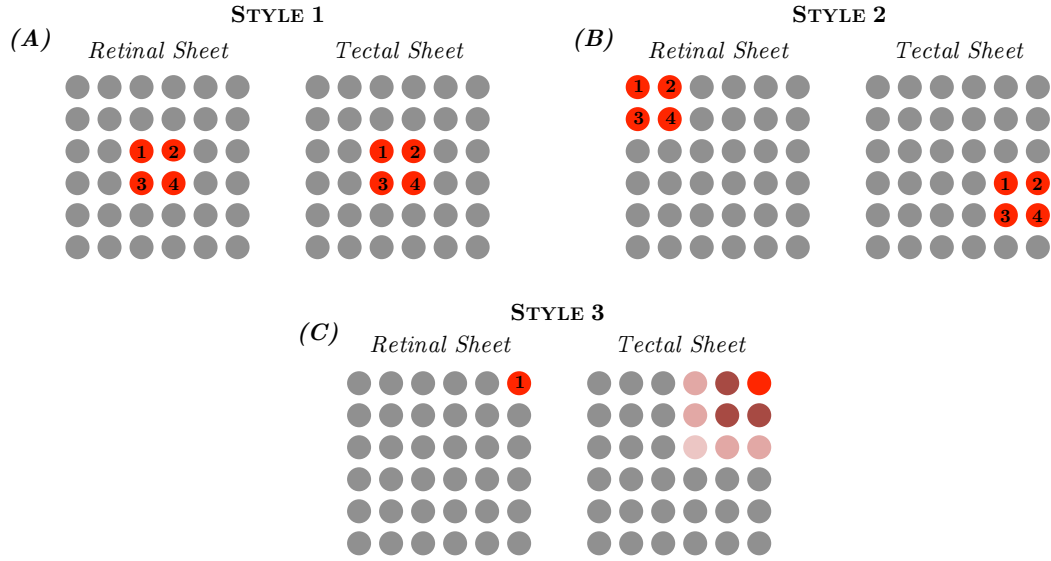 STYLE 1
(A)
Retinal Sheet
Tectal Sheet
1 2
3 4
1 2
3 4
STYLE 2
(B)
Retinal Sheet
Tectal Sheet
1 2
3 4
1 2
3 4
STYLE 3
(C)
Retinal Sheet
Tectal Sheet
1